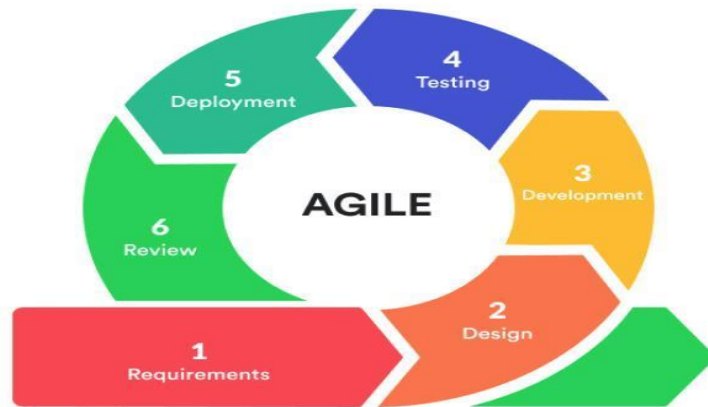 4
Testing
5
Deployment
3
Development
AGILE
6
Review
2
Design
1
Requirements